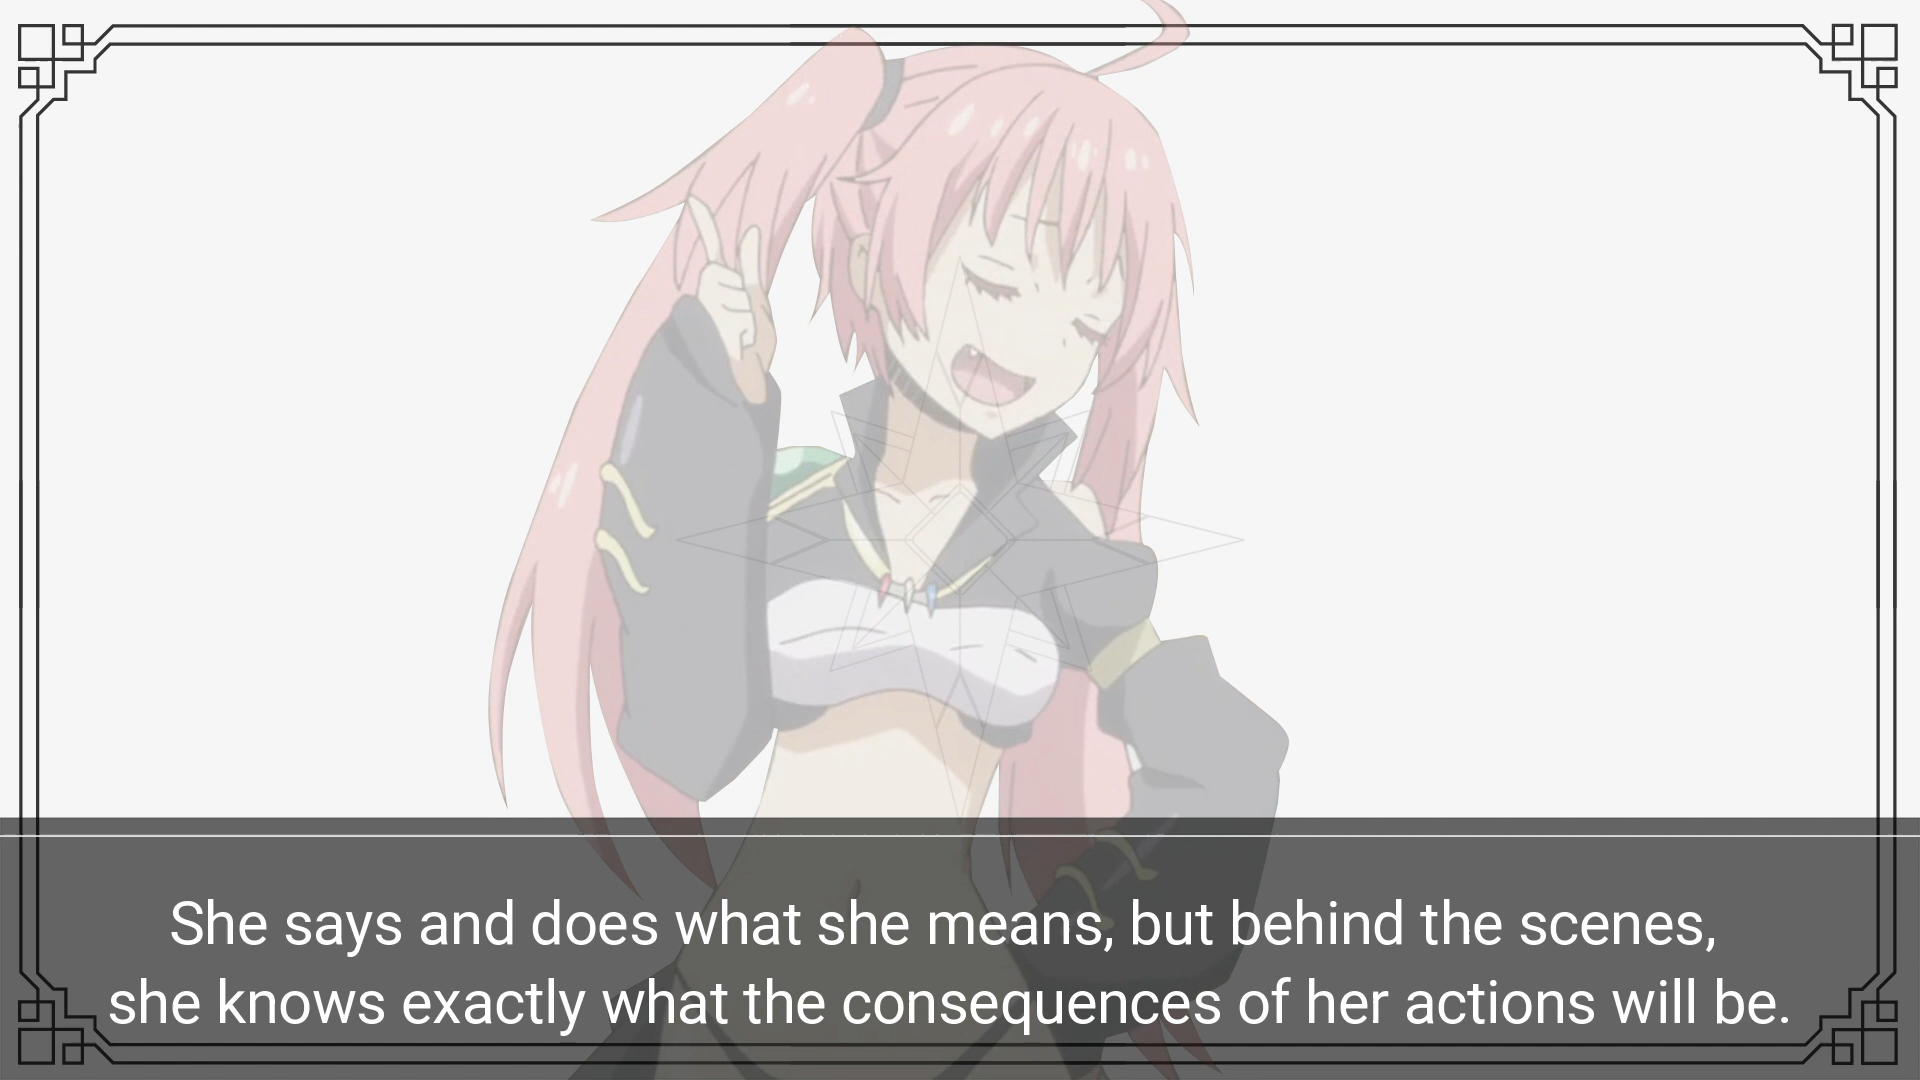 She says and does what she means, but behind the scenes,
she knows exactly what the consequences of her actions will be.